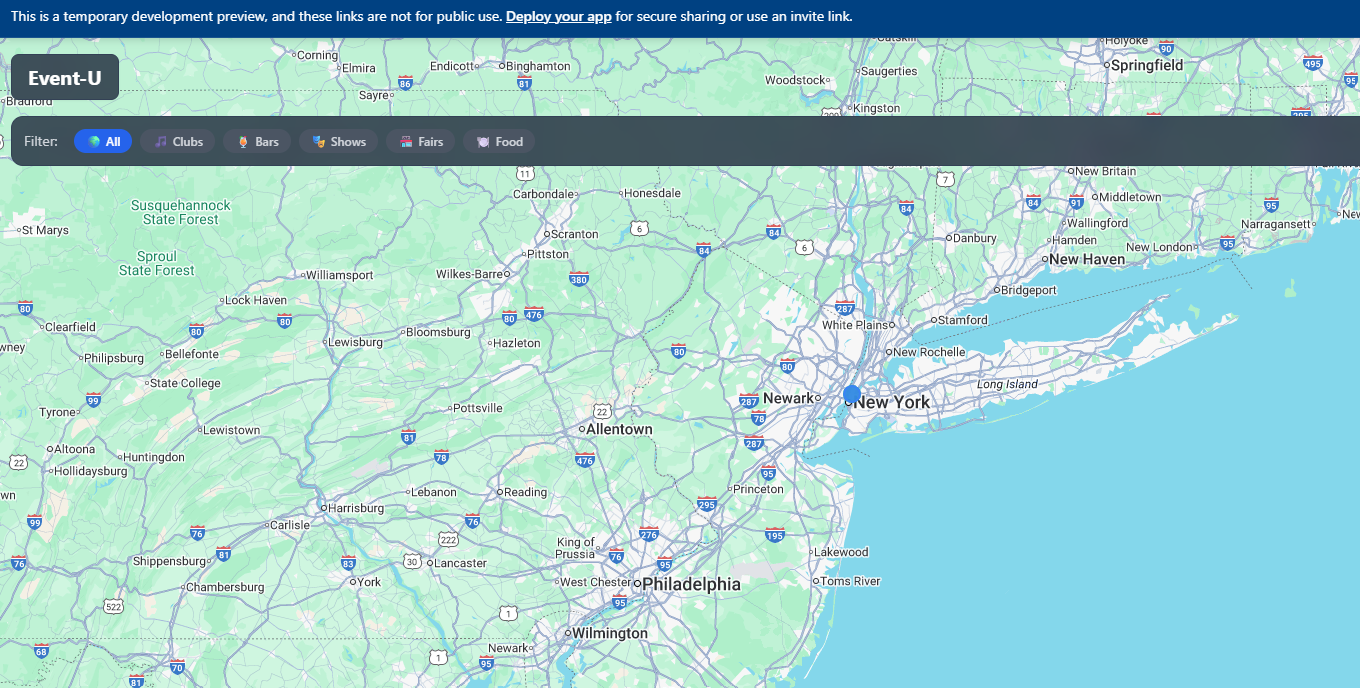 This is a temporary development preview, and these links are not for public use. Deploy your app for secure sharing or use an invite link.
Event-U
Filter: All Clubs Bars Shows Fairs Food
Corning
Elmira
Endicott
Binghamton
86
81
Sayre
Bradford
Woodstock
Saugerties
Kingston
Holyoke
90
Springfield
495
95
395
11
Carbondale
Honesdale
7
New Britain
Middletown
84
91
Wallingford
95
Narragansett
Hamden
New London
95
New Haven
Susquehannock
State Forest
St Marys
Sproul
State Forest
Scranton
6
Pittston
84
84
6
84
Danbury
Bridgeport
Williamsport
Wilkes-Barre
380
Lock Haven
80
80
80
80
476
287
White Plains
Stamford
Clearfield
Bloomsburg
Lewisburg
Hazleton
New Rochelle
Philipsburg
Bellefonte
80
80
State College
Long Island
99
Tyrone
Pottsville
22
287
Newark
New York
78
Allentown
287
Lewistown
81
78
476
Altoona
22
Huntingdon
Hollidaysburg
95
Princeton
Lebanon
Reading
295
Harrisburg
99
76
Carlisle
76
222
276
195
King of
Prussia
76
95
Lakewood
76
Shippensburg
81
83
30
Lancaster
Chambersburg
York
West Chester
Philadelphia
Toms River
522
95
1
Wilmington
Newark
68
70
1
95
81